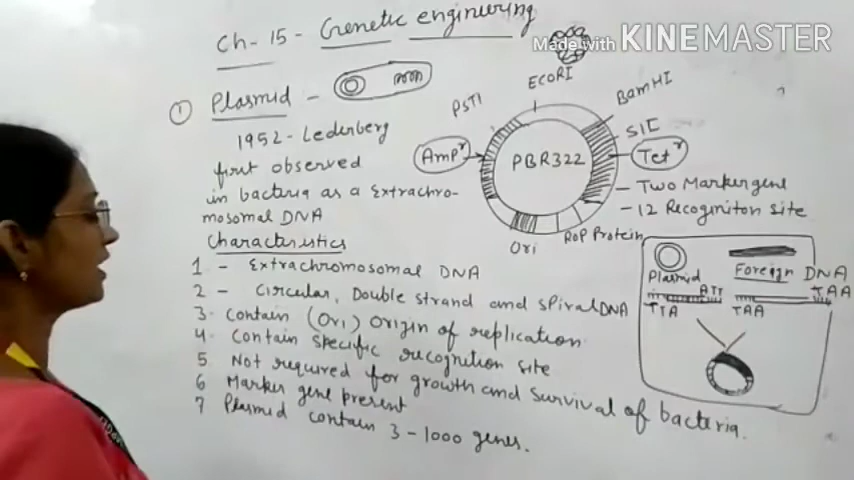 Ch-15- Genetic engineering
Made with KINEMASTER
① Plasmid -
1952 - Lederberg
first observed
in bacteria as a Extrachro-
mosomal DNA
Characteristics
1 - Extrachromosomal DNA
2 - Circular, Double strand and spiral DNA
3. Contain (Ori) Origin of replication
4. Contain specific recognition site
5 Not required for growth and survival of bacteria.
6 Marker gene present
7 Plasmid contain 3-1000 genes.
PSTI
ECORI
BamHI
SII
Ampʳ
PBR322
Tetʳ
- Two Marker gene
- 12 Recoginiton site
Ori
ROP Protein
Plasmid
Foreign DNA
ATT
TAA
TTA
TAA